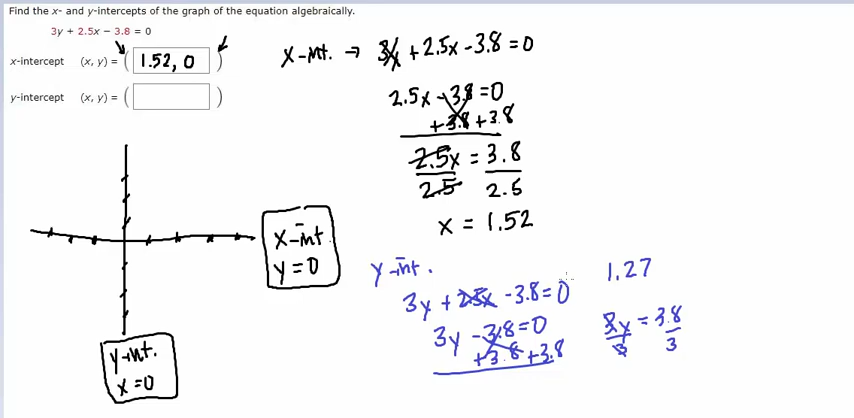 Find the x- and y-intercepts of the graph of the equation algebraically.
3y + 2.5x − 3.8 = 0
x-intercept (x, y) = ( 1.52, 0 )
y-intercept (x, y) = ( )
x-int. → 3y + 2.5x - 3.8 = 0
2.5x - 3.8 = 0
+3.8 +3.8
2.5x = 3.8
2.5 2.5
x = 1.52
x-int
y = 0
y-int.
x = 0
y-int.
3y + 2.5x - 3.8 = 0
3y - 3.8 = 0
+3.8 +3.8
1.27
3y = 3.8
3 3